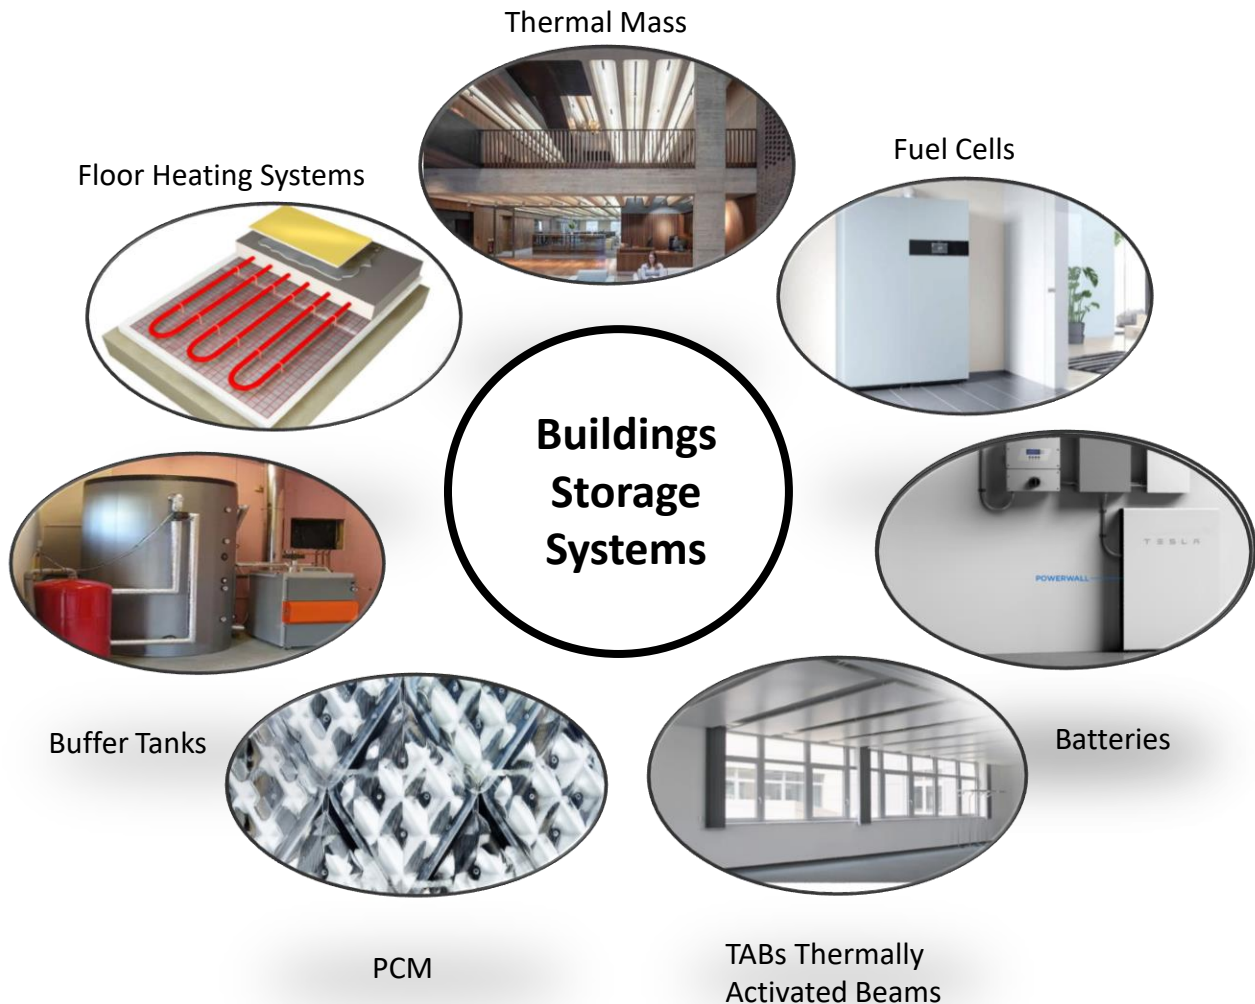 Thermal Mass
Fuel Cells
Floor Heating Systems
Buildings
Storage
Systems
TESLA
POWERWALL
Buffer Tanks
Batteries
PCM
TABs Thermally
Activated Beams